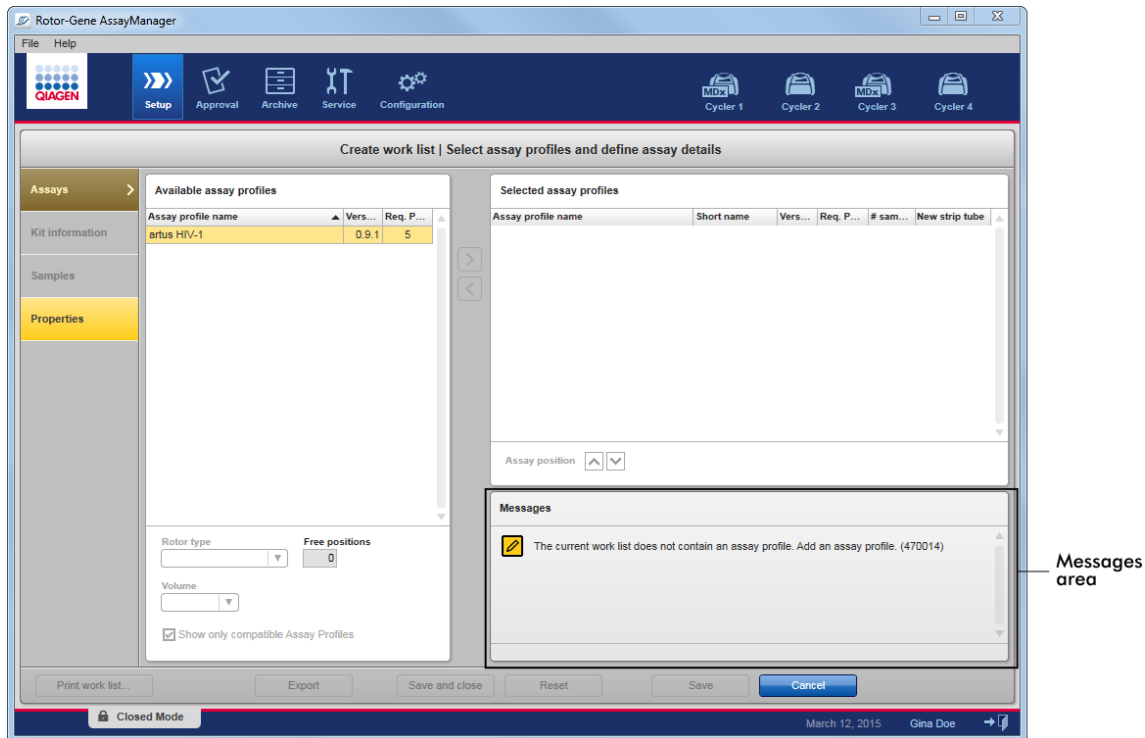 Rotor-Gene AssayManager
File Help
QIAGEN
Setup Approval Archive Service Configuration
MDx MDx
Cycler 1 Cycler 2 Cycler 3 Cycler 4
Create work list | Select assay profiles and define assay details
Assays
Kit information
Samples
Properties
Available assay profiles
Assay profile name Vers... Req. P...
artus HIV-1 0.9.1 5
Rotor type Free positions
0
Volume
Show only compatible Assay Profiles
Selected assay profiles
Assay profile name Short name Vers... Req. P... # sam... New strip tube
Assay position
Messages
The current work list does not contain an assay profile. Add an assay profile. (470014)
Messages
area
Print work list... Export Save and close Reset Save Cancel
Closed Mode March 12, 2015 Gina Doe